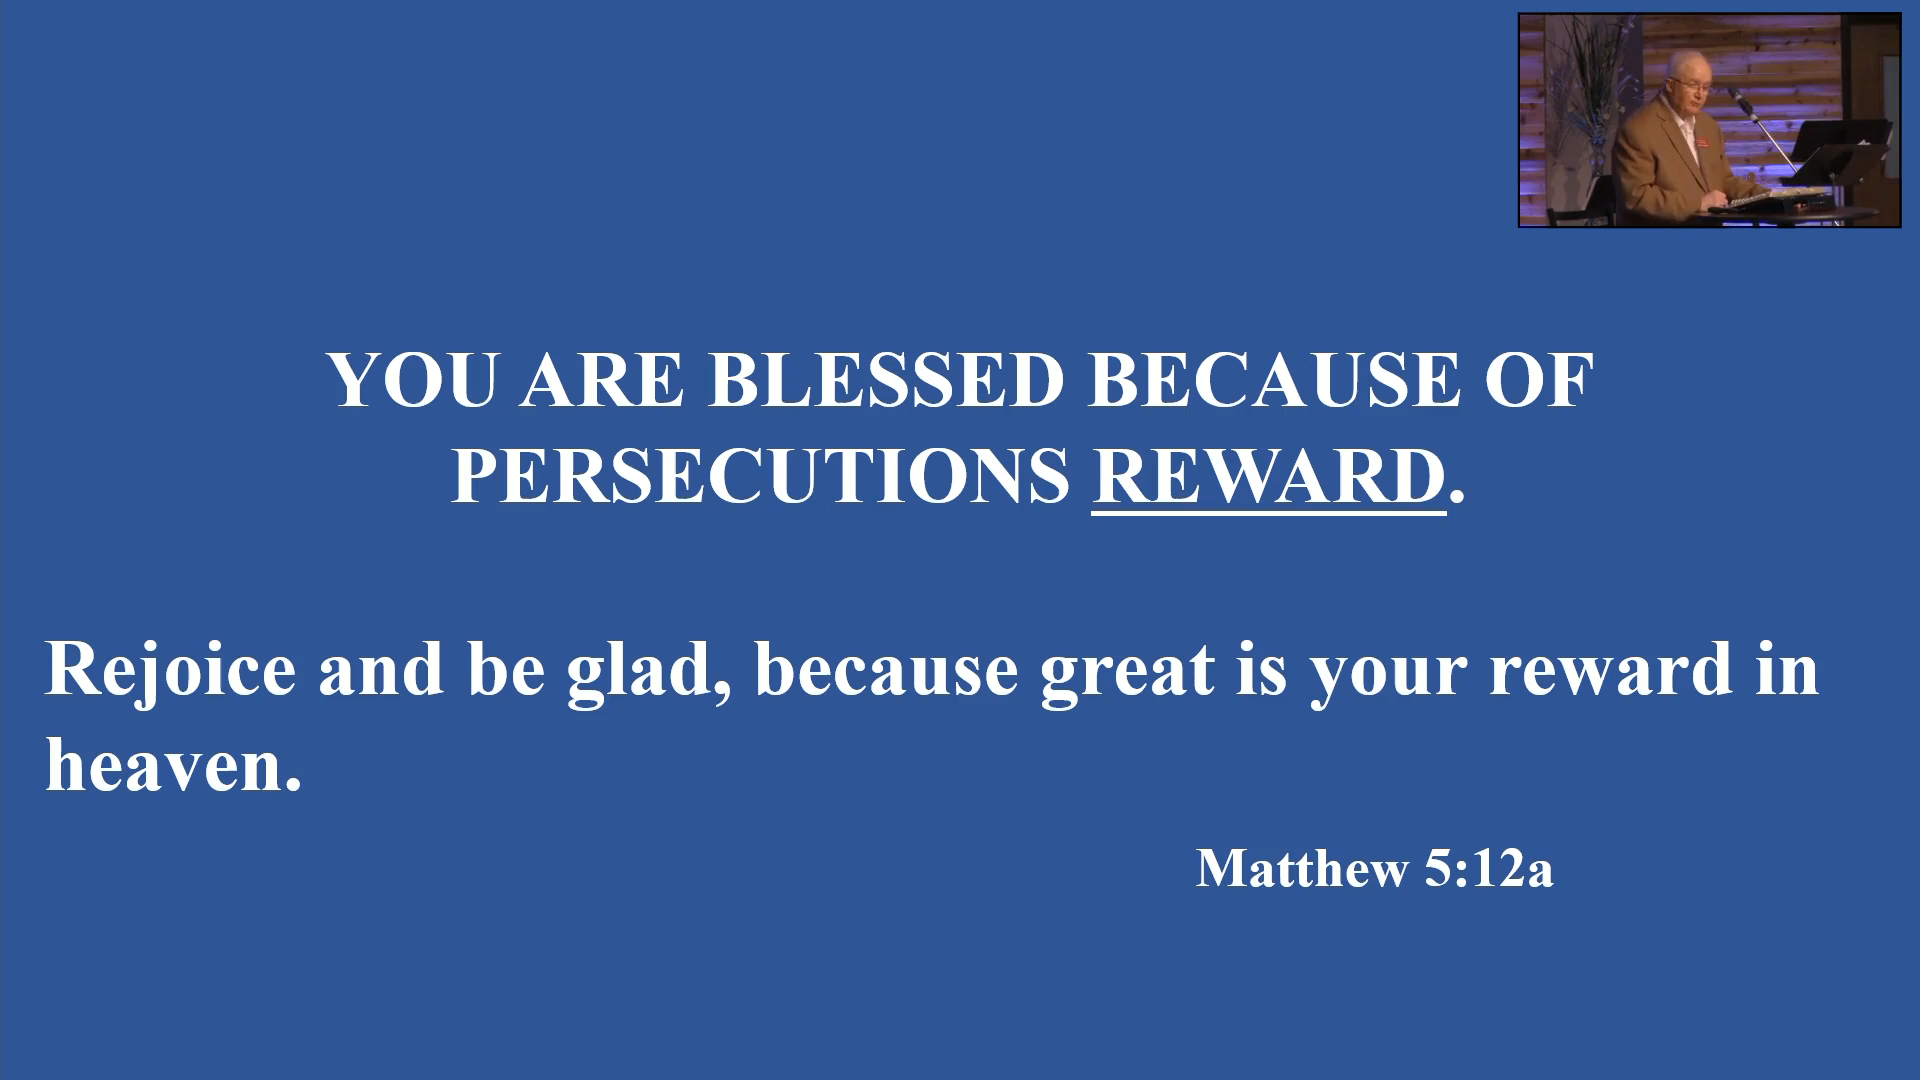 YOU ARE BLESSED BECAUSE OF
PERSECUTIONS REWARD.
Rejoice and be glad, because great is your reward in
heaven.
Matthew 5:12a